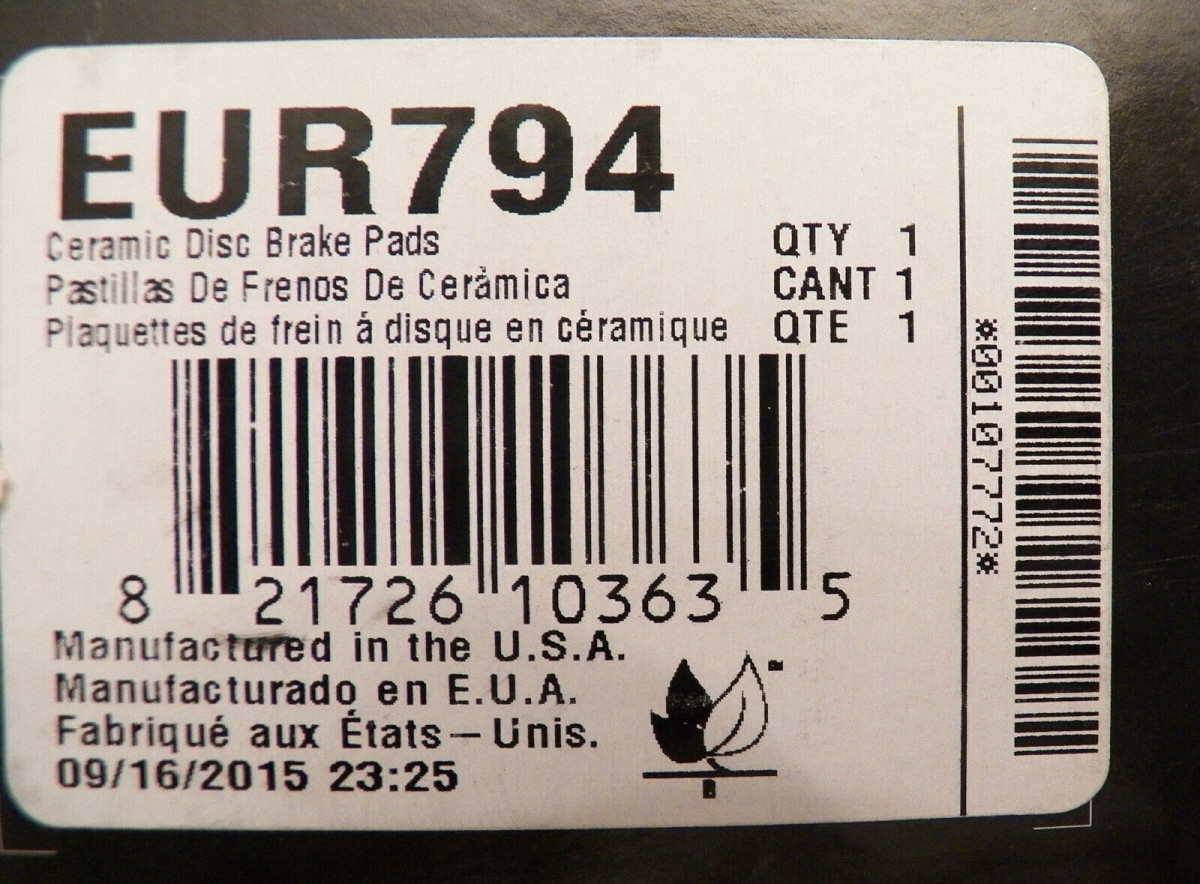 EUR794
Ceramic Disc Brake Pads QTY 1
Pastillas De Frenos De Ceràmica CANT 1
Plaquettes de frein á disque en céramique QTE 1
8 21726 10363 5
Manufactured in the U.S.A.
Manufacturado en E.U.A.
Fabriqué aux États-Unis.
09/16/2015 23:25
*001077772*